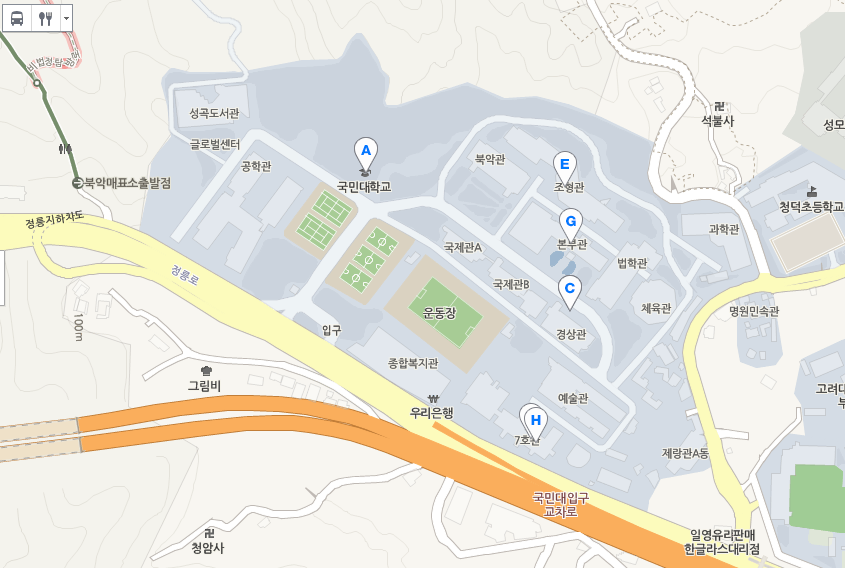 비법정탐방로
성곡도서관
글로벌센터
공학관
북악매표소출발점
A
국민대학교
북악관
E
조형관
G
본부관
법학관
국제관A
국제관B
C
경상관
체육관
과학관
석불사
성모
청덕초등학교
명원민속관
고려대
부
정릉지하차도
정릉로
100m
입구
운동장
종합복지관
그림비
우리은행
예술관
H
7호관
제랑관A동
국민대입구
교차로
일영유리판매
한글라스대리점
청암사